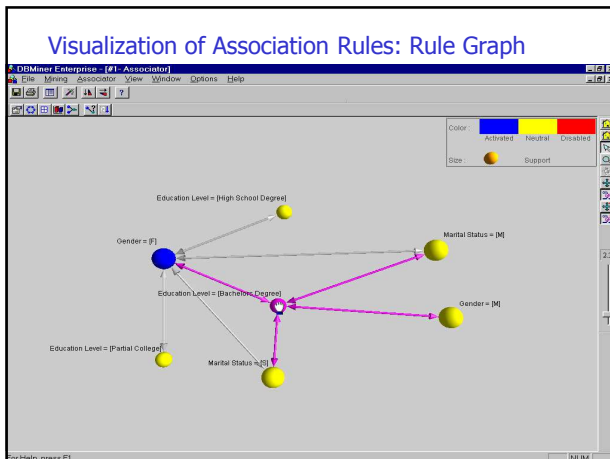 Visualization of Association Rules: Rule Graph
DBMiner Enterprise - [#1- Associator]
File Mining Associator View Window Options Help
Color :
Activated Neutral Disabled
Size : Support
Education Level = [High School Degree]
Gender = [F]
Marital Status = [M]
Education Level = [Bachelors Degree]
Gender = [M]
Education Level = [Partial College]
Marital Status = [S]
For Help, press F1
NUM